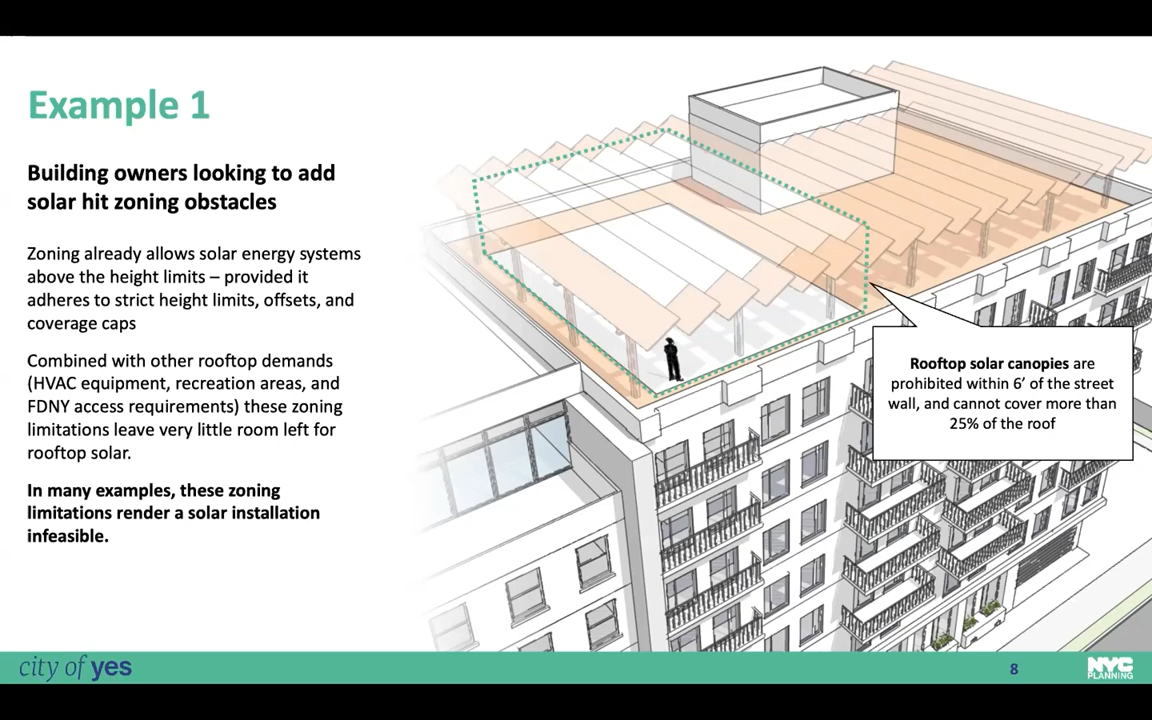 Example 1
Building owners looking to add
solar hit zoning obstacles
Zoning already allows solar energy systems
above the height limits – provided it
adheres to strict height limits, offsets, and
coverage caps
Combined with other rooftop demands
(HVAC equipment, recreation areas, and
FDNY access requirements) these zoning
limitations leave very little room left for
rooftop solar.
In many examples, these zoning
limitations render a solar installation
infeasible.
Rooftop solar canopies are
prohibited within 6’ of the street
wall, and cannot cover more than
25% of the roof
city of yes
8
NYC
PLANNING